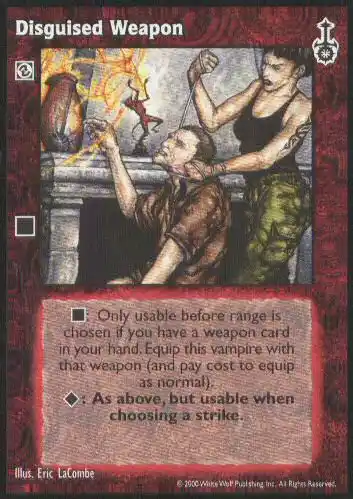 Disguised Weapon
: Only usable before range is
chosen if you have a weapon card
in your hand. Equip this vampire with
that weapon (and pay cost to equip
as normal).
: As above, but usable when
choosing a strike.
Illus. Eric LaCombe
© 2000 White Wolf Publishing Inc. All Rights Reserved.